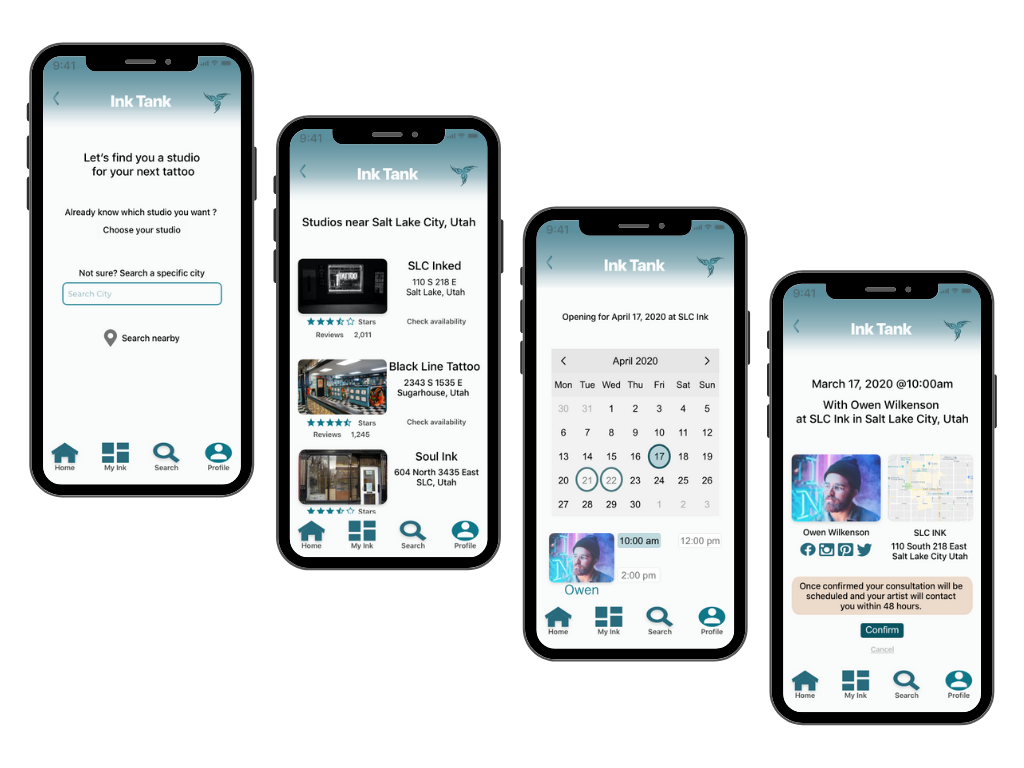 9:41
Ink Tank
Let's find you a studio
for your next tattoo
Already know which studio you want ?
Choose your studio
Not sure? Search a specific city
Search City
Search nearby
Home My Ink Search Profile
9:41
Ink Tank
Studios near Salt Lake City, Utah
TATTOO
SLC Inked
110 S 218 E
Salt Lake, Utah
Stars
Check availability
Reviews 2,011
Black Line Tattoo
2343 S 1535 E
Sugarhouse, Utah
Stars
Check availability
Reviews 1,245
Soul Ink
604 North 3435 East
SLC, Utah
Stars
Home My Ink Search Profile
9:41
Ink Tank
Opening for April 17, 2020 at SLC Ink
April 2020
Mon Tue Wed Thu Fri Sat Sun
30 31 1 2 3 4 5
6 7 8 9 10 11 12
13 14 15 16 17 18 19
20 21 22 23 24 25 26
27 28 29 30 1 2 3
10:00 am 12:00 pm
2:00 pm
Owen
Home My Ink Search Profile
9:41
Ink Tank
March 17, 2020 @10:00am
With Owen Wilkenson
at SLC Ink in Salt Lake City, Utah
Owen Wilkenson
SLC INK
110 South 218 East
Salt Lake City Utah
Once confirmed your consultation will be
scheduled and your artist will contact
you within 48 hours.
Confirm
Cancel
Home My Ink Search Profile